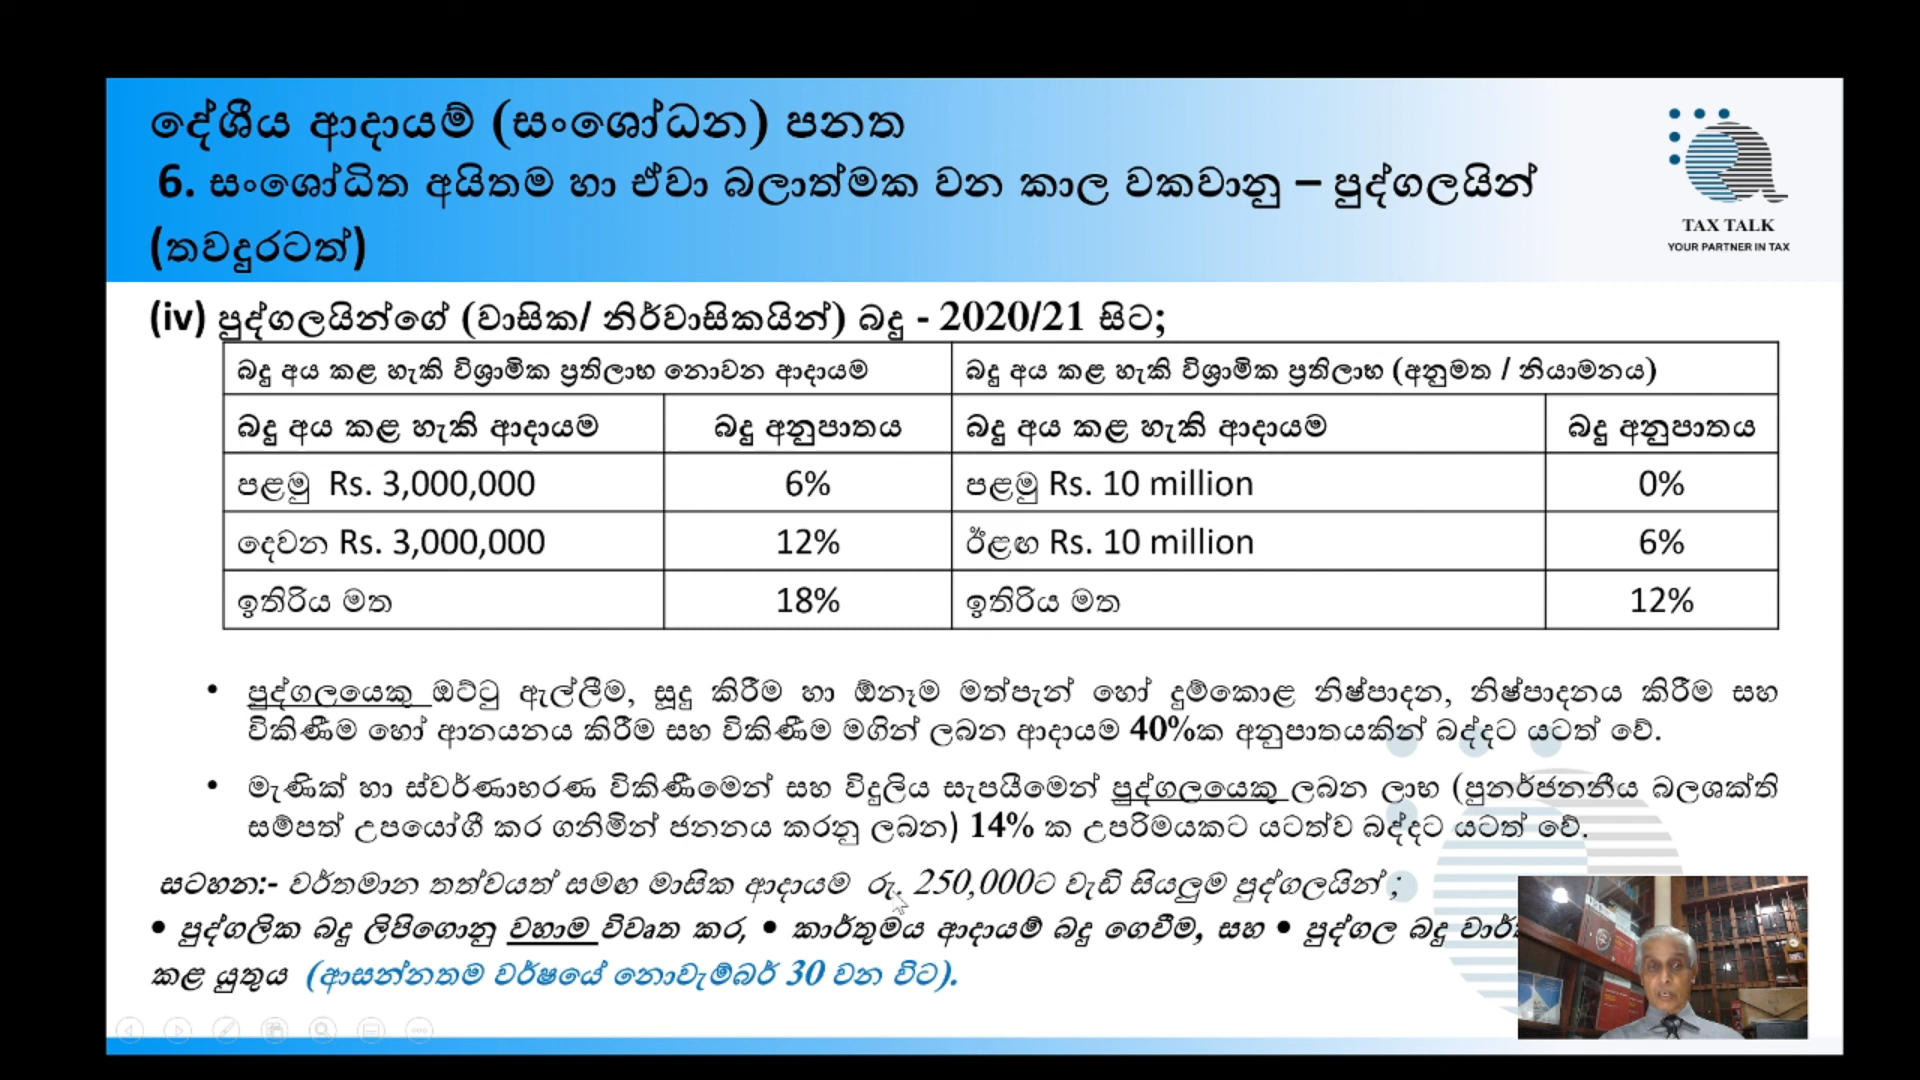 දේශීය ආදායම් (සංශෝධන) පනත
6. සංශෝධිත අයිතම හා ඒවා බලාත්මක වන කාල වකවානු – පුද්ගලයින්
(තවදුරටත්)
TAX TALK
YOUR PARTNER IN TAX
(iv) පුද්ගලයින්ගේ (වාසික/ නිර්වාසිකයින්) බදු - 2020/21 සිට;
බදු අය කළ හැකි විශ්‍රාමික ප්‍රතිලාභ නොවන ආදායම බදු අය කළ හැකි විශ්‍රාමික ප්‍රතිලාභ (අනුමත / නියාමනය)
බදු අය කළ හැකි ආදායම බදු අනුපාතය බදු අය කළ හැකි ආදායම බදු අනුපාතය
පළමු Rs. 3,000,000 6% පළමු Rs. 10 million 0%
දෙවන Rs. 3,000,000 12% ඊළඟ Rs. 10 million 6%
ඉතිරිය මත 18% ඉතිරිය මත 12%
• පුද්ගලයෙකු ඔට්ටු ඇල්ලීම, සූදු කිරීම හා ඕනෑම මත්පැන් හෝ දුම්කොළ නිෂ්පාදන, නිෂ්පාදනය කිරීම සහ
විකිණීම හෝ ආනයනය කිරීම සහ විකිණීම මගින් ලබන ආදායම 40%ක අනුපාතයකින් බද්දට යටත් වේ.
• මැණික් හා ස්වර්ණාභරණ විකිණීමෙන් සහ විදුලිය සැපයීමෙන් පුද්ගලයෙකු ලබන ලාභ (පුනර්ජනනීය බලශක්ති
සම්පත් උපයෝගී කර ගනිමින් ජනනය කරනු ලබන) 14% ක උපරිමයකට යටත්ව බද්දට යටත් වේ.
සටහන:- වර්තමාන තත්වයත් සමඟ මාසික ආදායම රු. 250,000ට වැඩි සියලුම පුද්ගලයින් ;
• පුද්ගලික බදු ලිපිගොනු වහාම විවෘත කර, • කාර්තුමය ආදායම් බදු ගෙවීම, සහ • පුද්ගල බදු
කළ යුතුය (ආසන්නතම වර්ෂයේ නොවැම්බර් 30 වන විට).